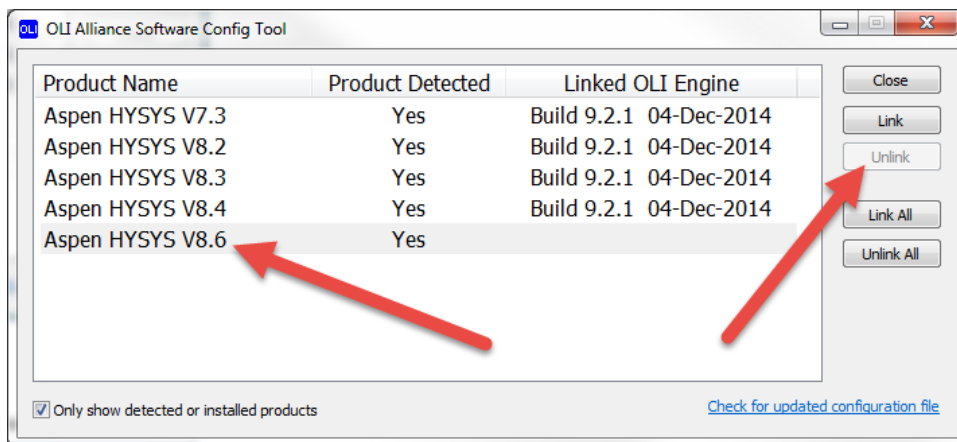 OLI OLI Alliance Software Config Tool
Product Name Product Detected Linked OLI Engine
Close
Aspen HYSYS V7.3 Yes Build 9.2.1 04-Dec-2014
Link
Aspen HYSYS V8.2 Yes Build 9.2.1 04-Dec-2014
Unlink
Aspen HYSYS V8.3 Yes Build 9.2.1 04-Dec-2014
Aspen HYSYS V8.4 Yes Build 9.2.1 04-Dec-2014
Link All
Aspen HYSYS V8.6 Yes
Unlink All
Only show detected or installed products
Check for updated configuration file